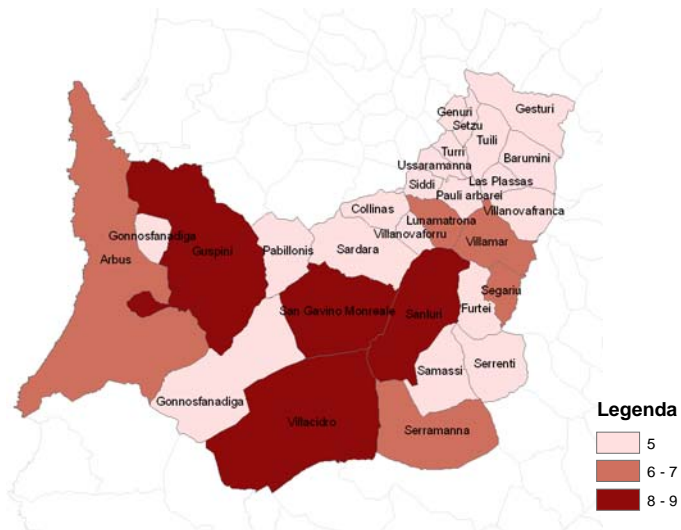 Gesturi
Genuri
Setzu
Tuili
Turri
Barumini
Ussaramanna
Siddi
Las Plassas
Pauli arbarei
Villanovafranca
Collinas
Lunamatrona
Villanovaforru
Villamar
Gonnosfanadiga
Guspini
Pabillonis
Sardara
Arbus
Segariu
San Gavino Monreale
Sanluri
Furtei
Samassi
Serrenti
Gonnosfanadiga
Villacidro
Serramanna
Legenda
5
6 - 7
8 - 9